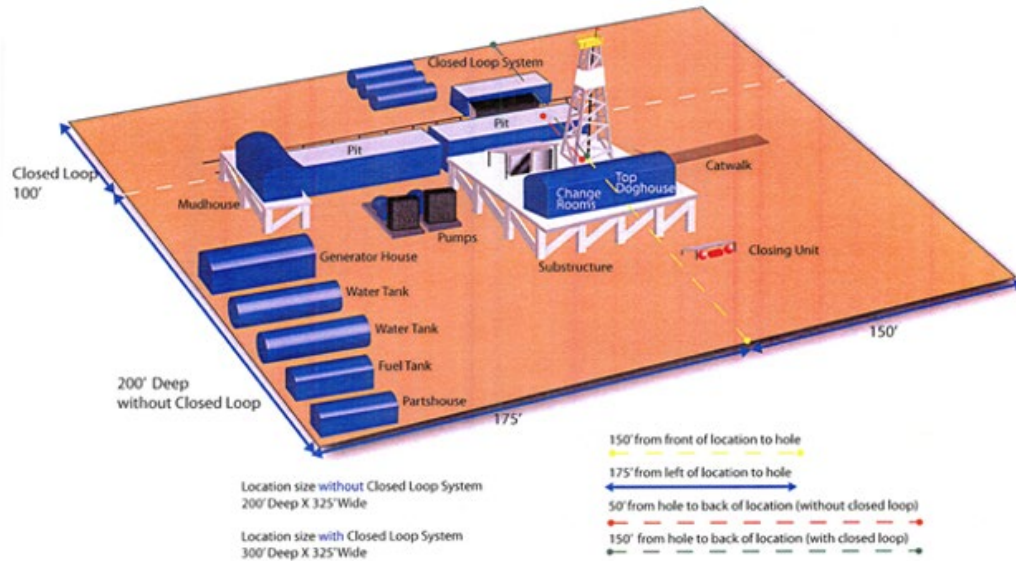 Closed Loop System
Pit
Pit
Closed Loop
100'
Mudhouse
Pumps
Change
Rooms
Top
Doghouse
Catwalk
Generator House
Substructure
Closing Unit
Water Tank
Water Tank
Fuel Tank
Partshouse
200' Deep
without Closed Loop
175'
150'
150' from front of location to hole
175' from left of location to hole
50' from hole to back of location (without closed loop)
150' from hole to back of location (with closed loop)
Location size without Closed Loop System
200' Deep X 325' Wide
Location size with Closed Loop System
300' Deep X 325' Wide